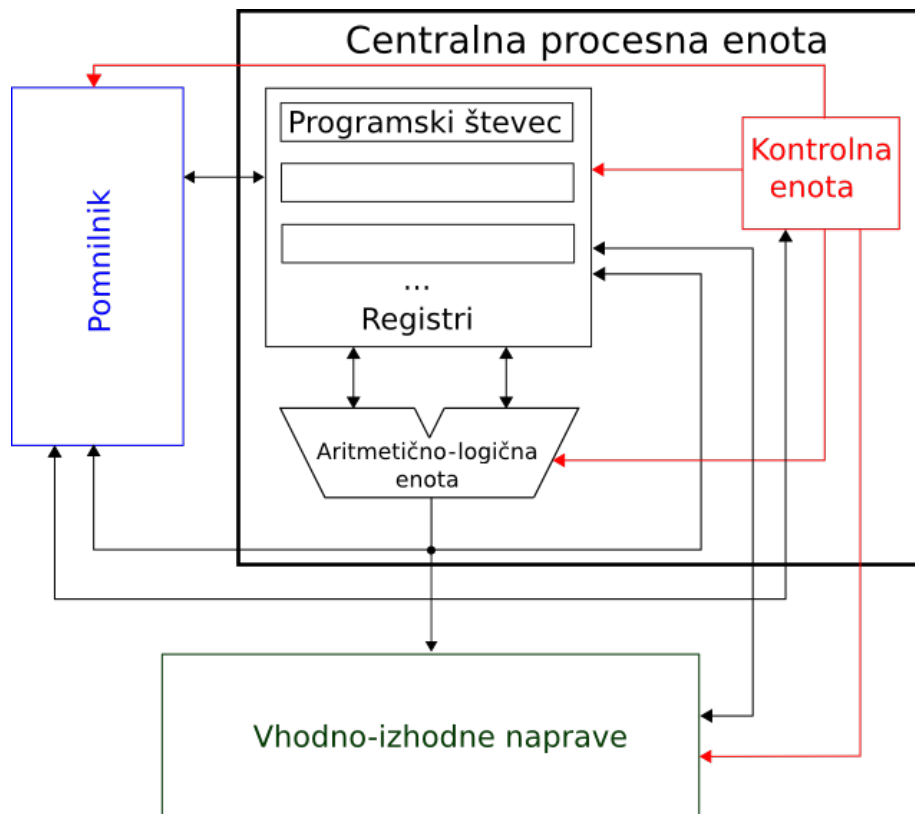 Centralna procesna enota
Programski števec
Kontrolna
enota
Pomnilnik
...
Registri
Aritmetično-logična
enota
Vhodno-izhodne naprave